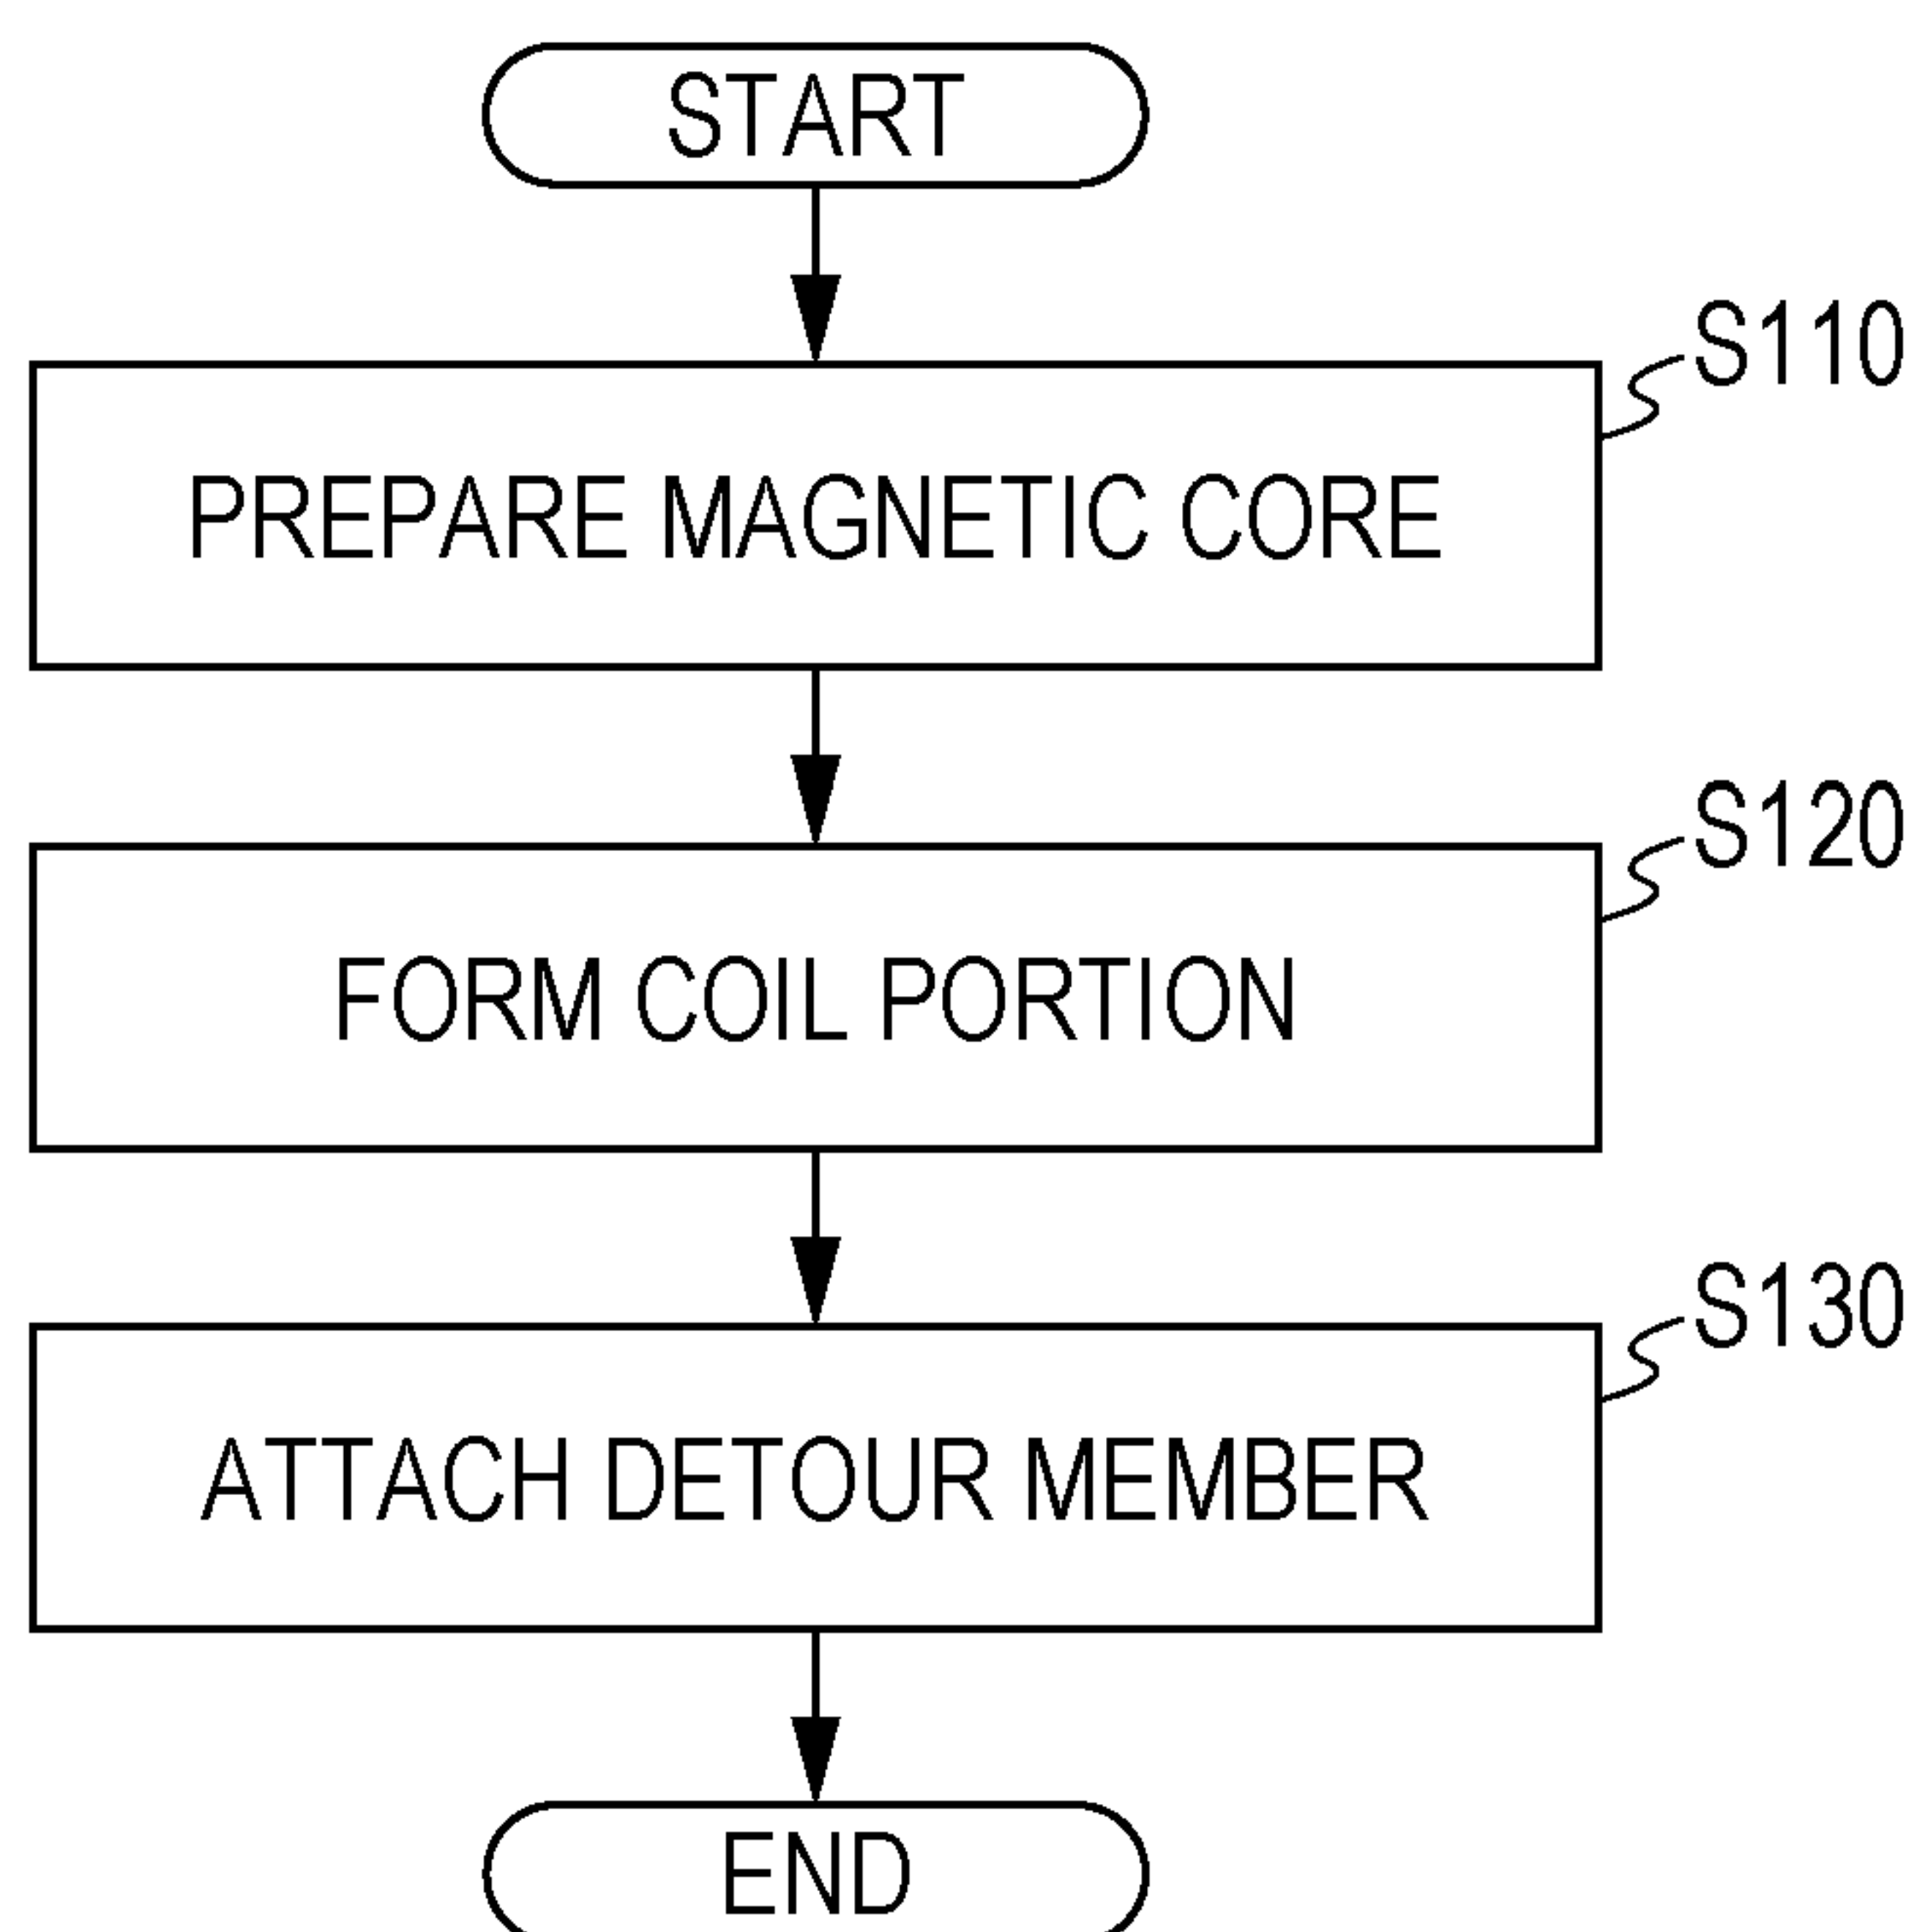 START
S110
PREPARE MAGNETIC CORE
S120
FORM COIL PORTION
S130
ATTACH DETOUR MEMBER
END